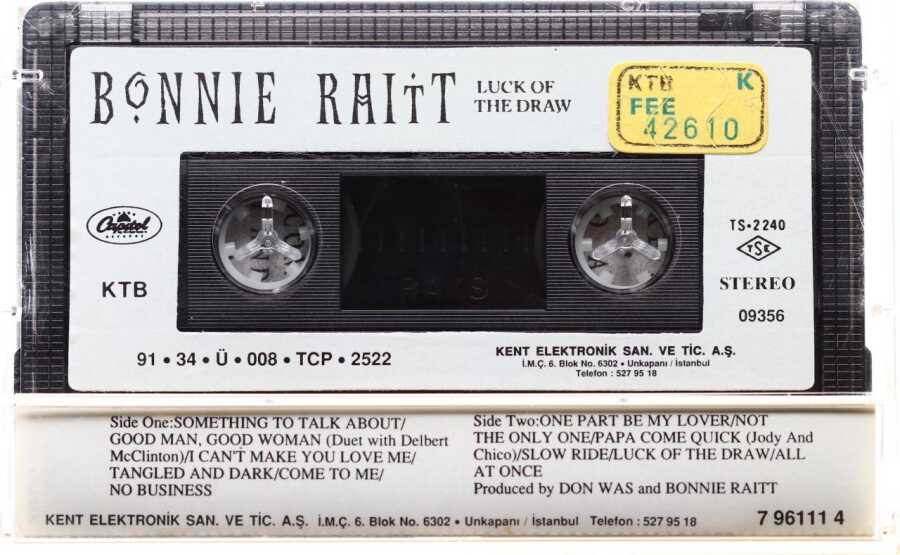 BONNIE RAITT
LUCK OF
THE DRAW
KTB K
FEE
42610
Capitol
RECORDS
KTB
RAKS
TS•2240
TSE
STEREO
09356
91 • 34 • Ü • 008 • TCP • 2522
KENT ELEKTRONİK SAN. VE TİC. A.Ş.
İ.M.Ç. 6. Blok No. 6302 • Unkapanı / İstanbul
Telefon : 527 95 18
Side One:SOMETHING TO TALK ABOUT/
GOOD MAN, GOOD WOMAN (Duet with Delbert
McClinton)/I CAN'T MAKE YOU LOVE ME/
TANGLED AND DARK/COME TO ME/
NO BUSINESS
Side Two:ONE PART BE MY LOVER/NOT
THE ONLY ONE/PAPA COME QUICK (Jody And
Chico)/SLOW RIDE/LUCK OF THE DRAW/ALL
AT ONCE
Produced by DON WAS and BONNIE RAITT
KENT ELEKTRONİK SAN. VE TİC. A.Ş. İ.M.Ç. 6. Blok No. 6302 • Unkapanı / İstanbul Telefon : 527 95 18 7 96111 4